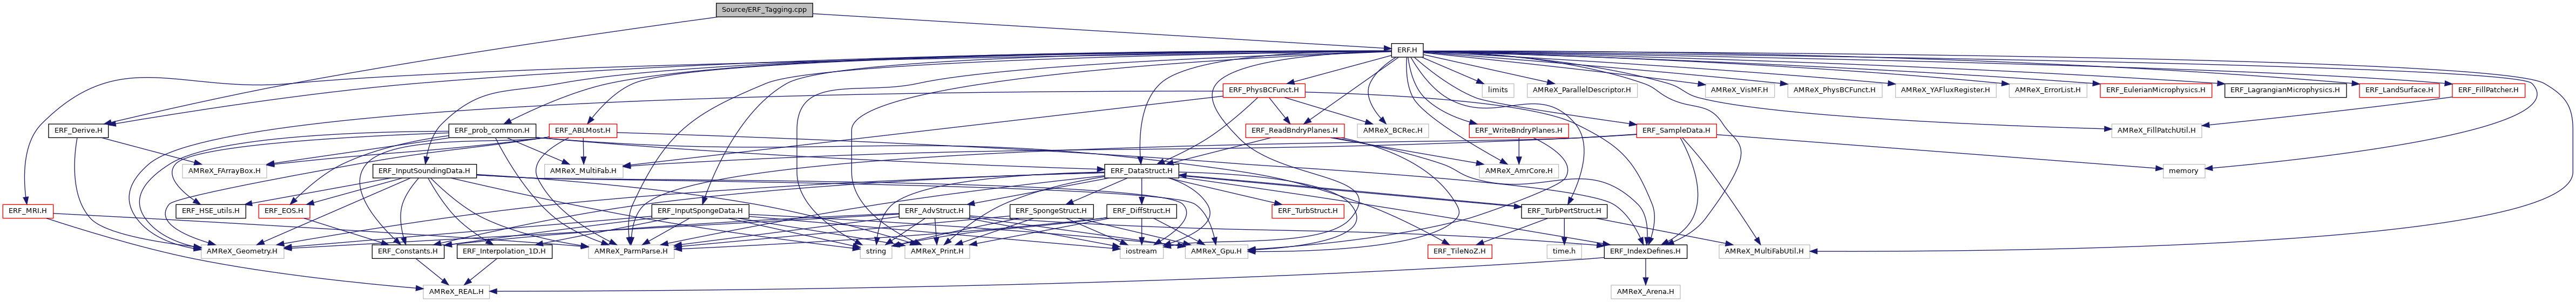 Source/ERF_Tagging.cpp
ERF.H
ERF_PhysBCFunct.H
limits
AMReX_ParallelDescriptor.H
AMReX_VisMF.H
AMReX_PhysBCFunct.H
AMReX_YAFluxRegister.H
AMReX_ErrorList.H
ERF_EulerianMicrophysics.H
ERF_LagrangianMicrophysics.H
ERF_LandSurface.H
ERF_FillPatcher.H
ERF_Derive.H
ERF_prob_common.H
ERF_ABLMost.H
ERF_ReadBndryPlanes.H
AMReX_BCRec.H
ERF_WriteBndryPlanes.H
ERF_SampleData.H
AMReX_FillPatchUtil.H
AMReX_FArrayBox.H
ERF_InputSoundingData.H
AMReX_MultiFab.H
ERF_DataStruct.H
AMReX_AmrCore.H
memory
ERF_MRI.H
ERF_HSE_utils.H
ERF_EOS.H
ERF_InputSpongeData.H
ERF_AdvStruct.H
ERF_SpongeStruct.H
ERF_DiffStruct.H
ERF_TurbStruct.H
ERF_TurbPertStruct.H
AMReX_Geometry.H
ERF_Constants.H
ERF_Interpolation_1D.H
AMReX_ParmParse.H
string
AMReX_Print.H
iostream
AMReX_Gpu.H
ERF_TileNoZ.H
time.h
ERF_IndexDefines.H
AMReX_MultiFabUtil.H
AMReX_REAL.H
AMReX_Arena.H